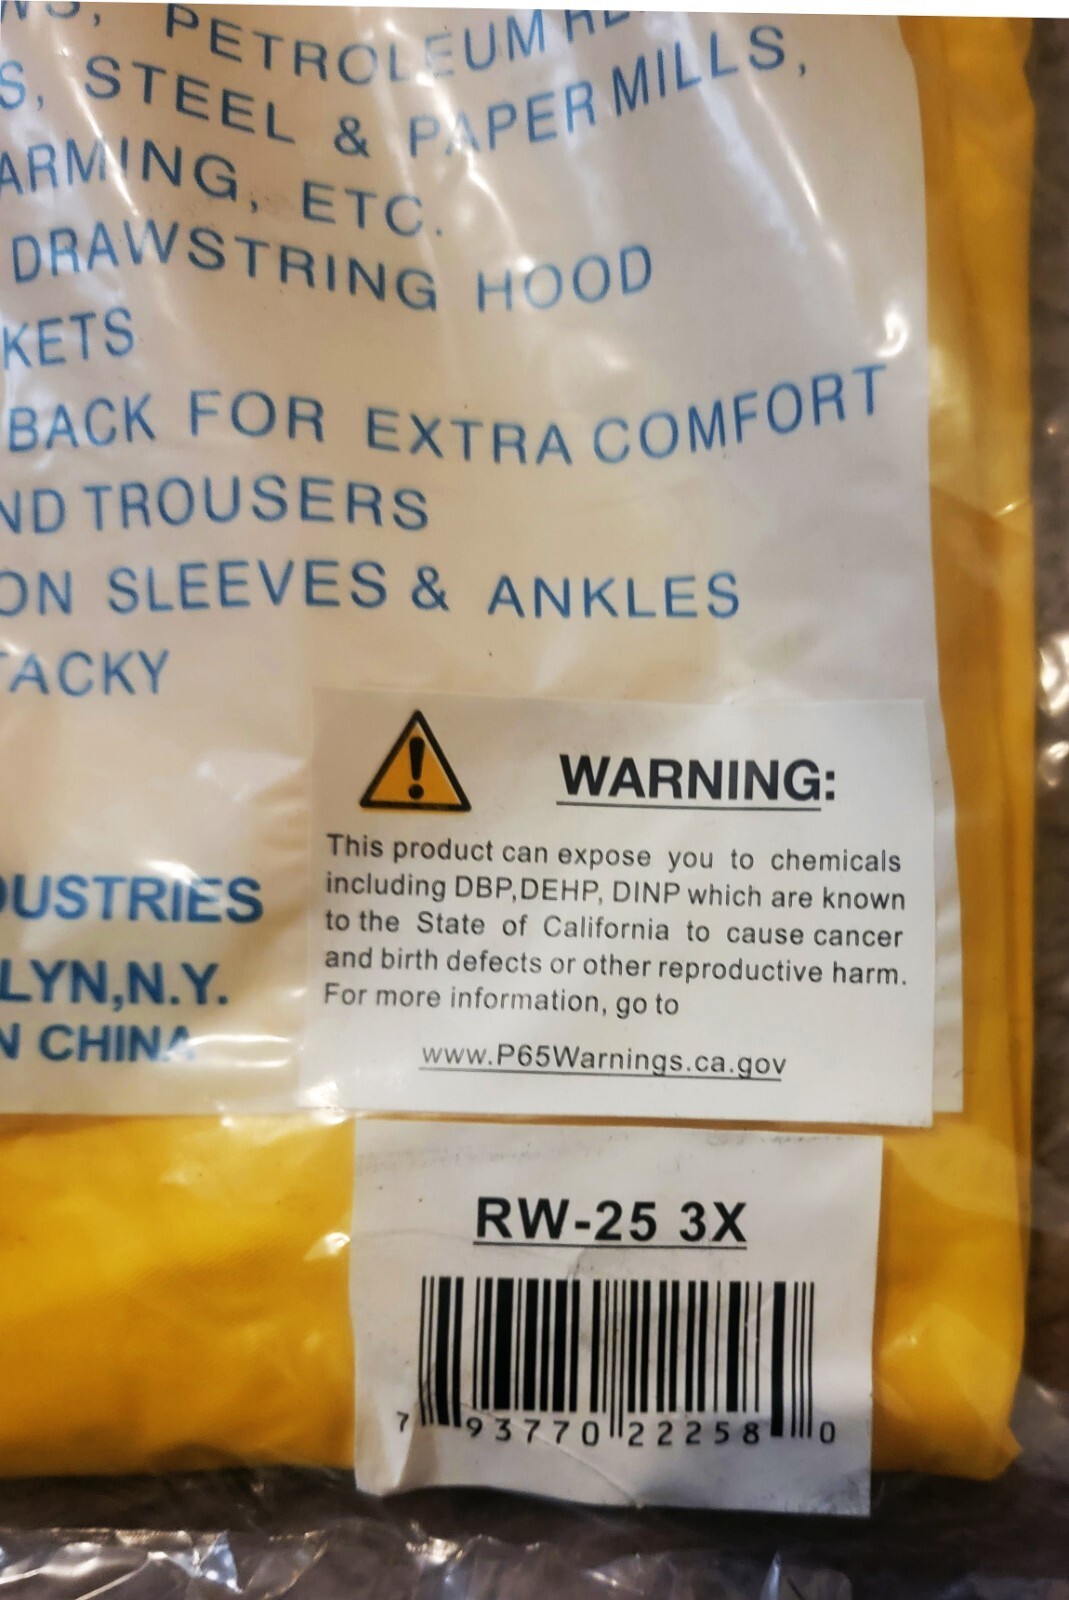 PETROLEUM
STEEL & PAPER MILLS,
ARMING, ETC.
DRAWSTRING HOOD
KETS
BACK FOR EXTRA COMFORT
ND TROUSERS
ON SLEEVES & ANKLES
TACKY
WARNING:
This product can expose you to chemicals
including DBP,DEHP, DINP which are known
to the State of California to cause cancer
and birth defects or other reproductive harm.
For more information, go to
www.P65Warnings.ca.gov
DUSTRIES
LYN,N.Y.
N CHINA
RW-25 3X
7 93770 22258 0